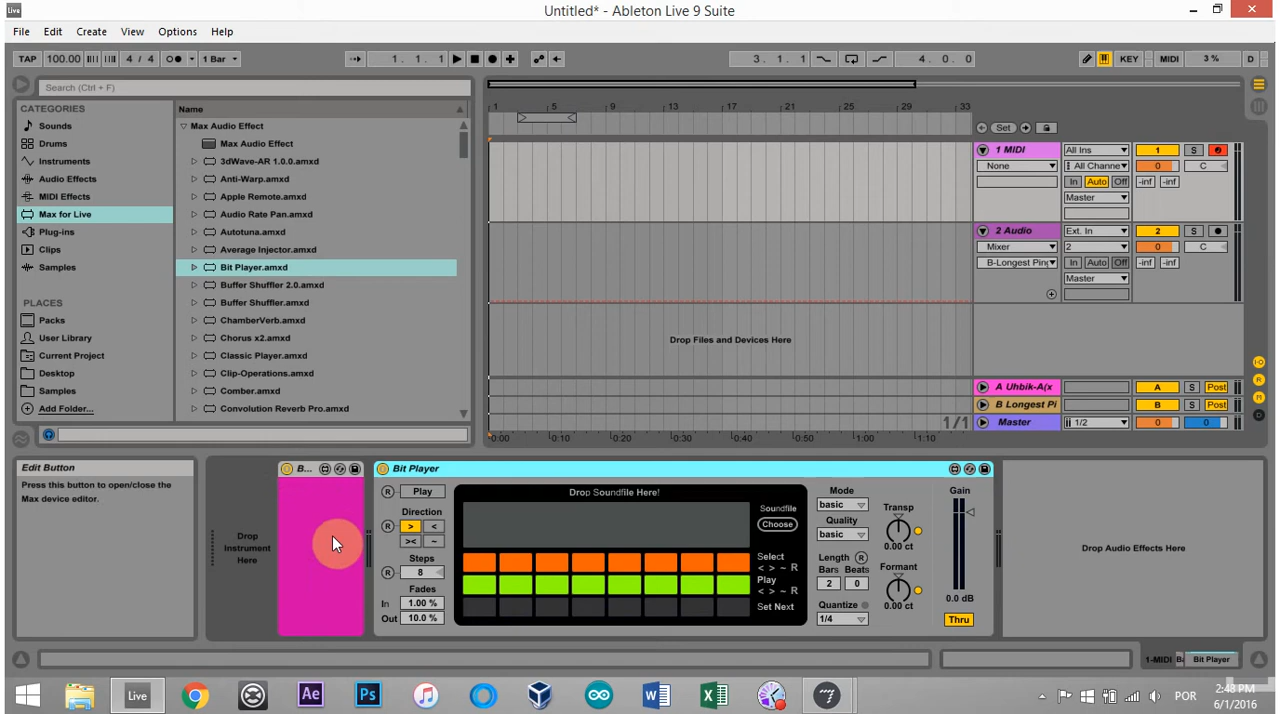 Live
Untitled* - Ableton Live 9 Suite
File Edit Create View Options Help
TAP 100.00 4 / 4 1 Bar 1. 1. 1 3. 1. 1 4. 0. 0 KEY MIDI 3 % D
Search (Ctrl + F)
CATEGORIES
Sounds
Drums
Instruments
Audio Effects
MIDI Effects
Max for Live
Plug-ins
Clips
Samples
PLACES
Packs
User Library
Current Project
Desktop
Samples
Add Folder...
Name
Max Audio Effect
Max Audio Effect
3dWave-AR 1.0.0.amxd
Anti-Warp.amxd
Apple Remote.amxd
Audio Rate Pan.amxd
Autotuna.amxd
Average Injector.amxd
Bit Player.amxd
Buffer Shuffler 2.0.amxd
Buffer Shuffler.amxd
ChamberVerb.amxd
Chorus x2.amxd
Classic Player.amxd
Clip-Operations.amxd
Comber.amxd
Convolution Reverb Pro.amxd
1 5 9 13 17 21 25 29 33
Set
1 MIDI All Ins 1 S
None All Channe 0 C
In Auto Off -inf -inf
Master
2 Audio Ext. In 2 S
Mixer 2 0 C
B-Longest Ping In Auto Off -inf -inf
Master
Drop Files and Devices Here
A Uhbik-A(x A S Post
B Longest Pi B S Post
1/1 Master 1/2 0 0
0:00 0:10 0:20 0:30 0:40 0:50 1:00 1:10
Edit Button
Press this button to open/close the
Max device editor.
Drop
Instrument
Here
B...
Bit Player
R Play
Direction
R > <
>< ~
Steps
R 8
Fades
In 1.00 %
Out 10.0 %
Drop Soundfile Here!
Soundfile
Choose
Select
< > ~ R
Play
< > ~ R
Set Next
Mode
basic
Quality
basic
Length R
Bars Beats
2 0
Quantize
1/4
Transp
0.00 ct
Formant
0.00 ct
Gain
0.0 dB
Thru
Drop Audio Effects Here
1-MIDI Bit Player
Live Ae Ps W X POR
2:48 PM
6/1/2016